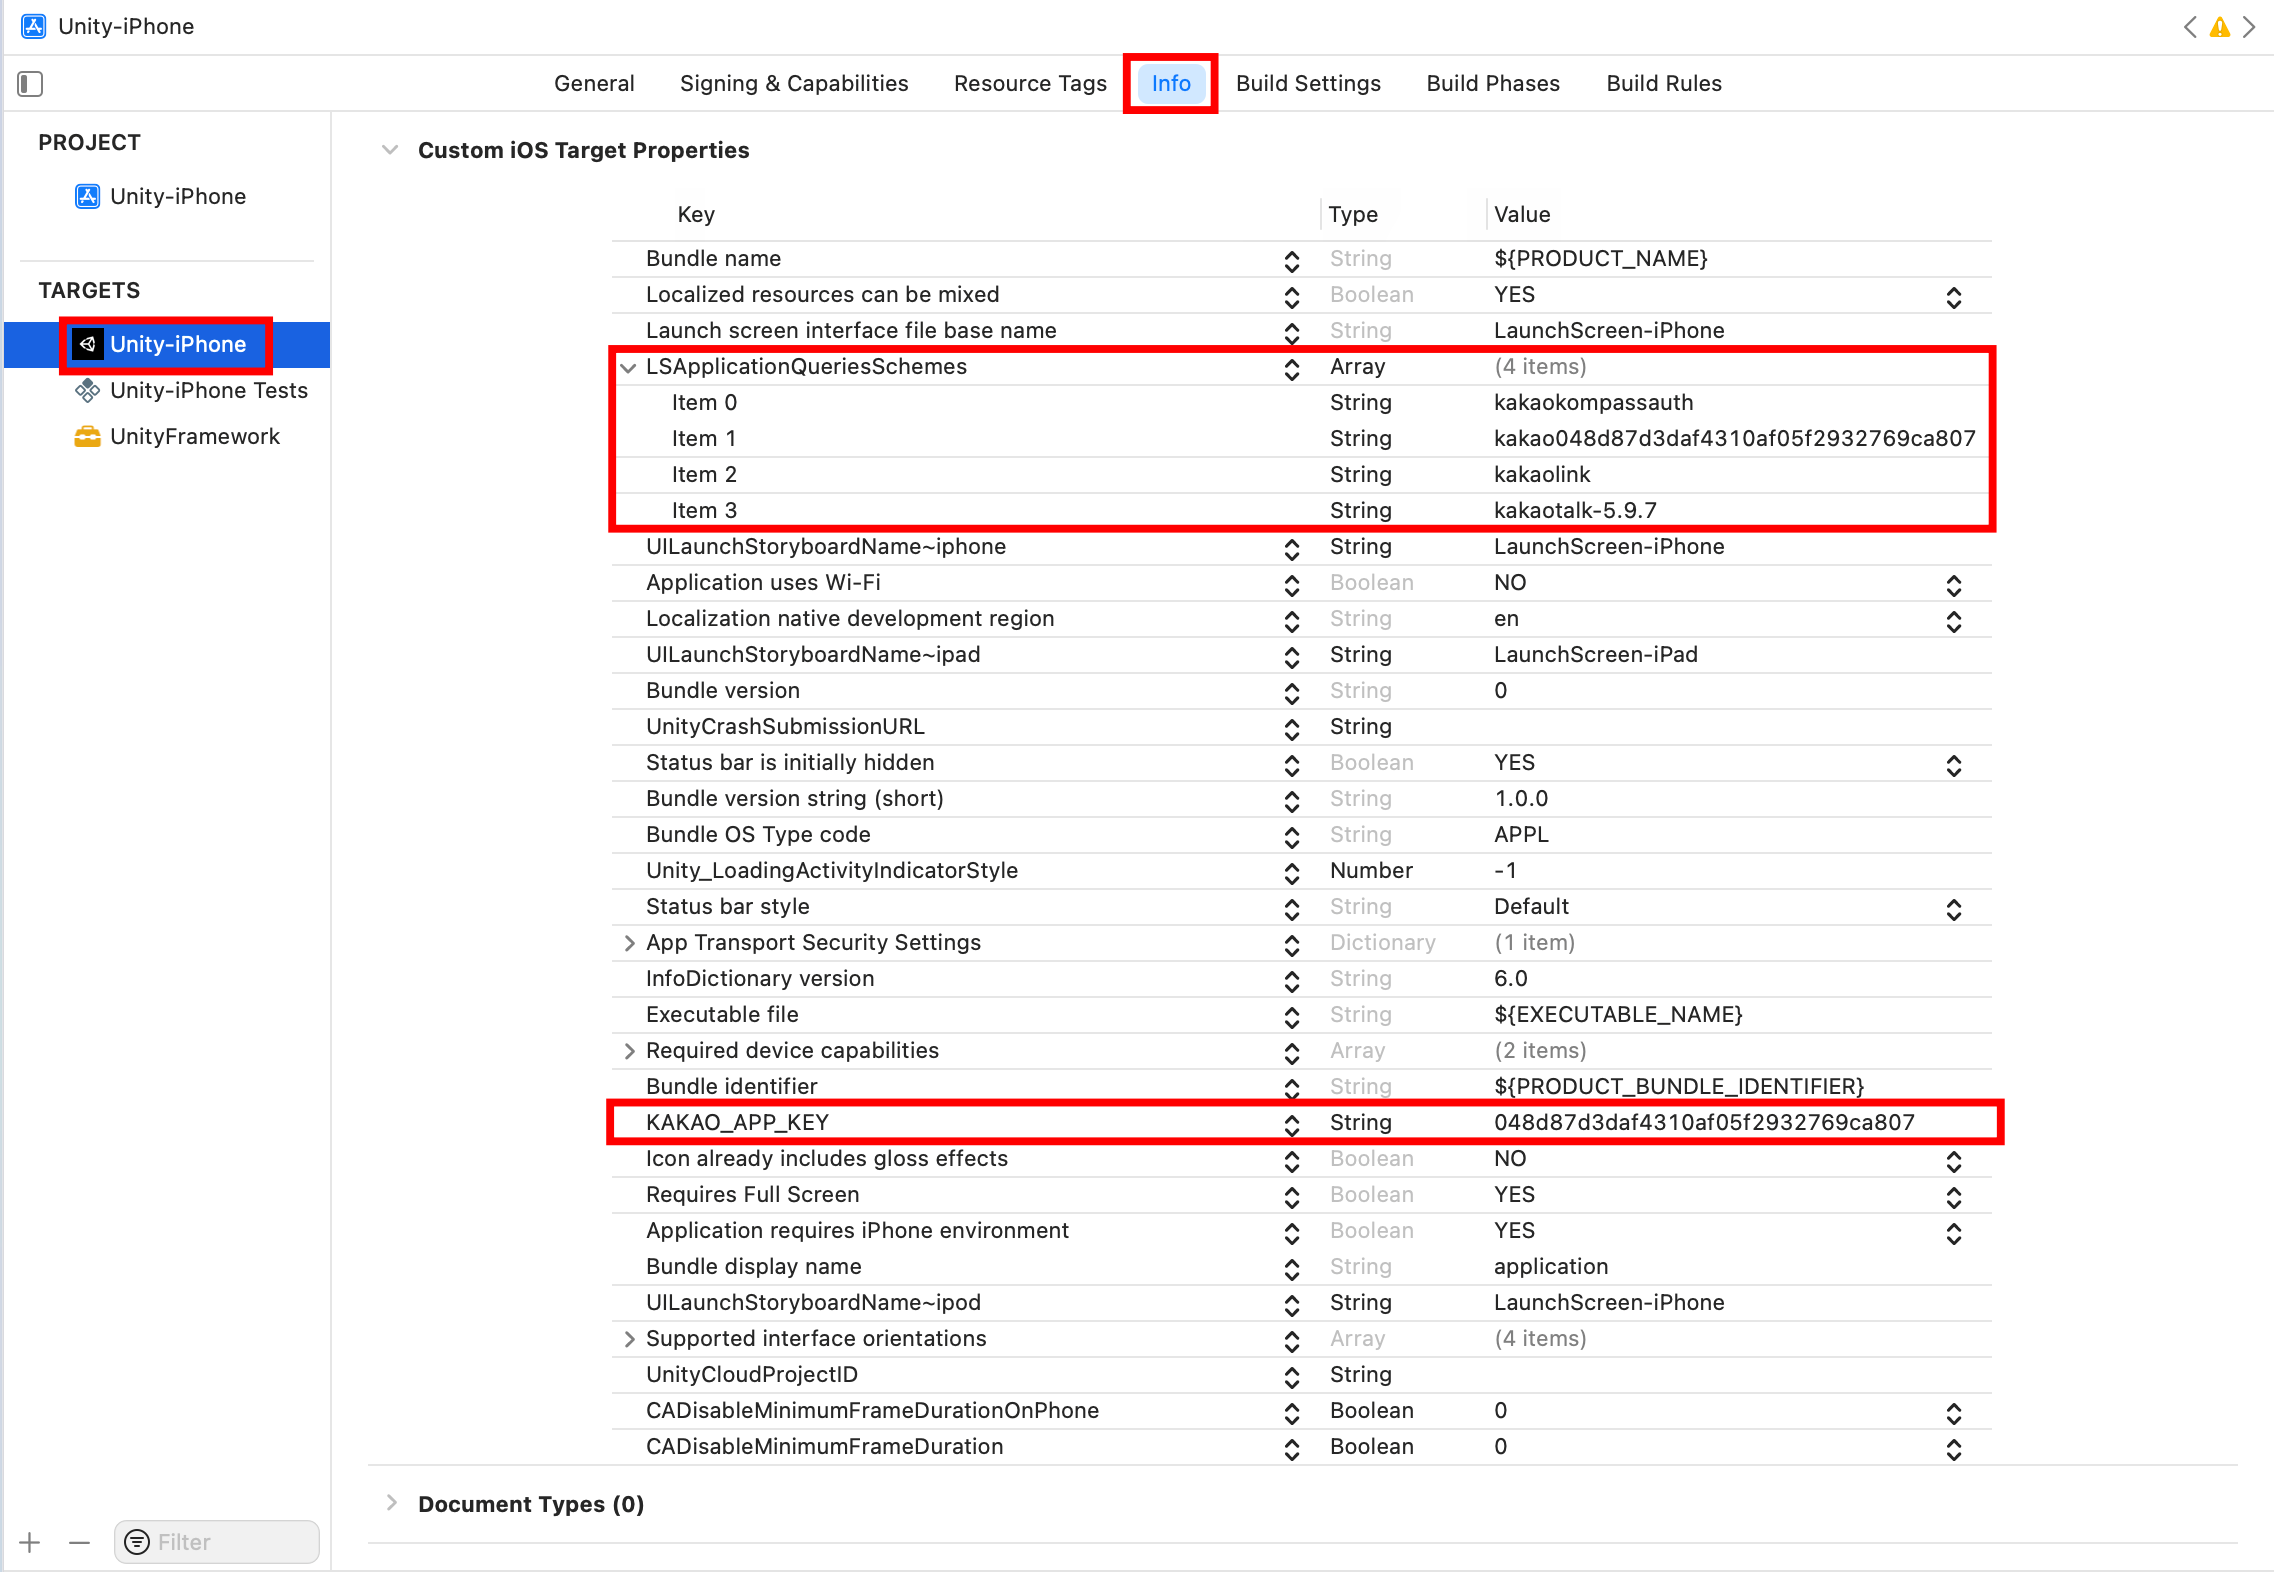 Unity-iPhone
General Signing & Capabilities Resource Tags Info Build Settings Build Phases Build Rules
PROJECT
Unity-iPhone
TARGETS
Unity-iPhone
Unity-iPhone Tests
UnityFramework
Custom iOS Target Properties
Key Type Value
Bundle name String ${PRODUCT_NAME}
Localized resources can be mixed Boolean YES
Launch screen interface file base name String LaunchScreen-iPhone
LSApplicationQueriesSchemes Array (4 items)
Item 0 String kakaokompassauth
Item 1 String kakao048d87d3daf4310af05f2932769ca807
Item 2 String kakaolink
Item 3 String kakaotalk-5.9.7
UILaunchStoryboardName~iphone String LaunchScreen-iPhone
Application uses Wi-Fi Boolean NO
Localization native development region String en
UILaunchStoryboardName~ipad String LaunchScreen-iPad
Bundle version String 0
UnityCrashSubmissionURL String
Status bar is initially hidden Boolean YES
Bundle version string (short) String 1.0.0
Bundle OS Type code String APPL
Unity_LoadingActivityIndicatorStyle Number -1
Status bar style String Default
App Transport Security Settings Dictionary (1 item)
InfoDictionary version String 6.0
Executable file String ${EXECUTABLE_NAME}
Required device capabilities Array (2 items)
Bundle identifier String ${PRODUCT_BUNDLE_IDENTIFIER}
KAKAO_APP_KEY String 048d87d3daf4310af05f2932769ca807
Icon already includes gloss effects Boolean NO
Requires Full Screen Boolean YES
Application requires iPhone environment Boolean YES
Bundle display name String application
UILaunchStoryboardName~ipod String LaunchScreen-iPhone
Supported interface orientations Array (4 items)
UnityCloudProjectID String
CADisableMinimumFrameDurationOnPhone Boolean 0
CADisableMinimumFrameDuration Boolean 0
Document Types (0)
Filter